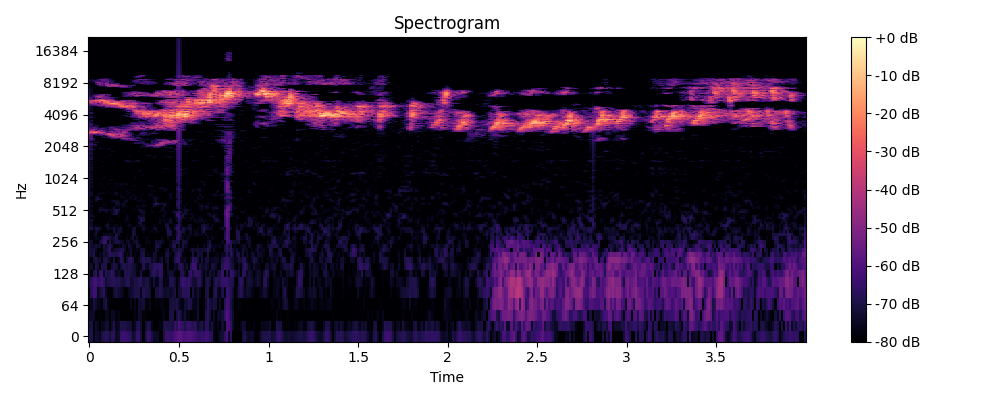 Spectrogram
16384
8192
4096
2048
1024
512
256
128
64
0
Hz
0
0.5
1
1.5
2
2.5
3
3.5
Time
+0 dB
-10 dB
-20 dB
-30 dB
-40 dB
-50 dB
-60 dB
-70 dB
-80 dB